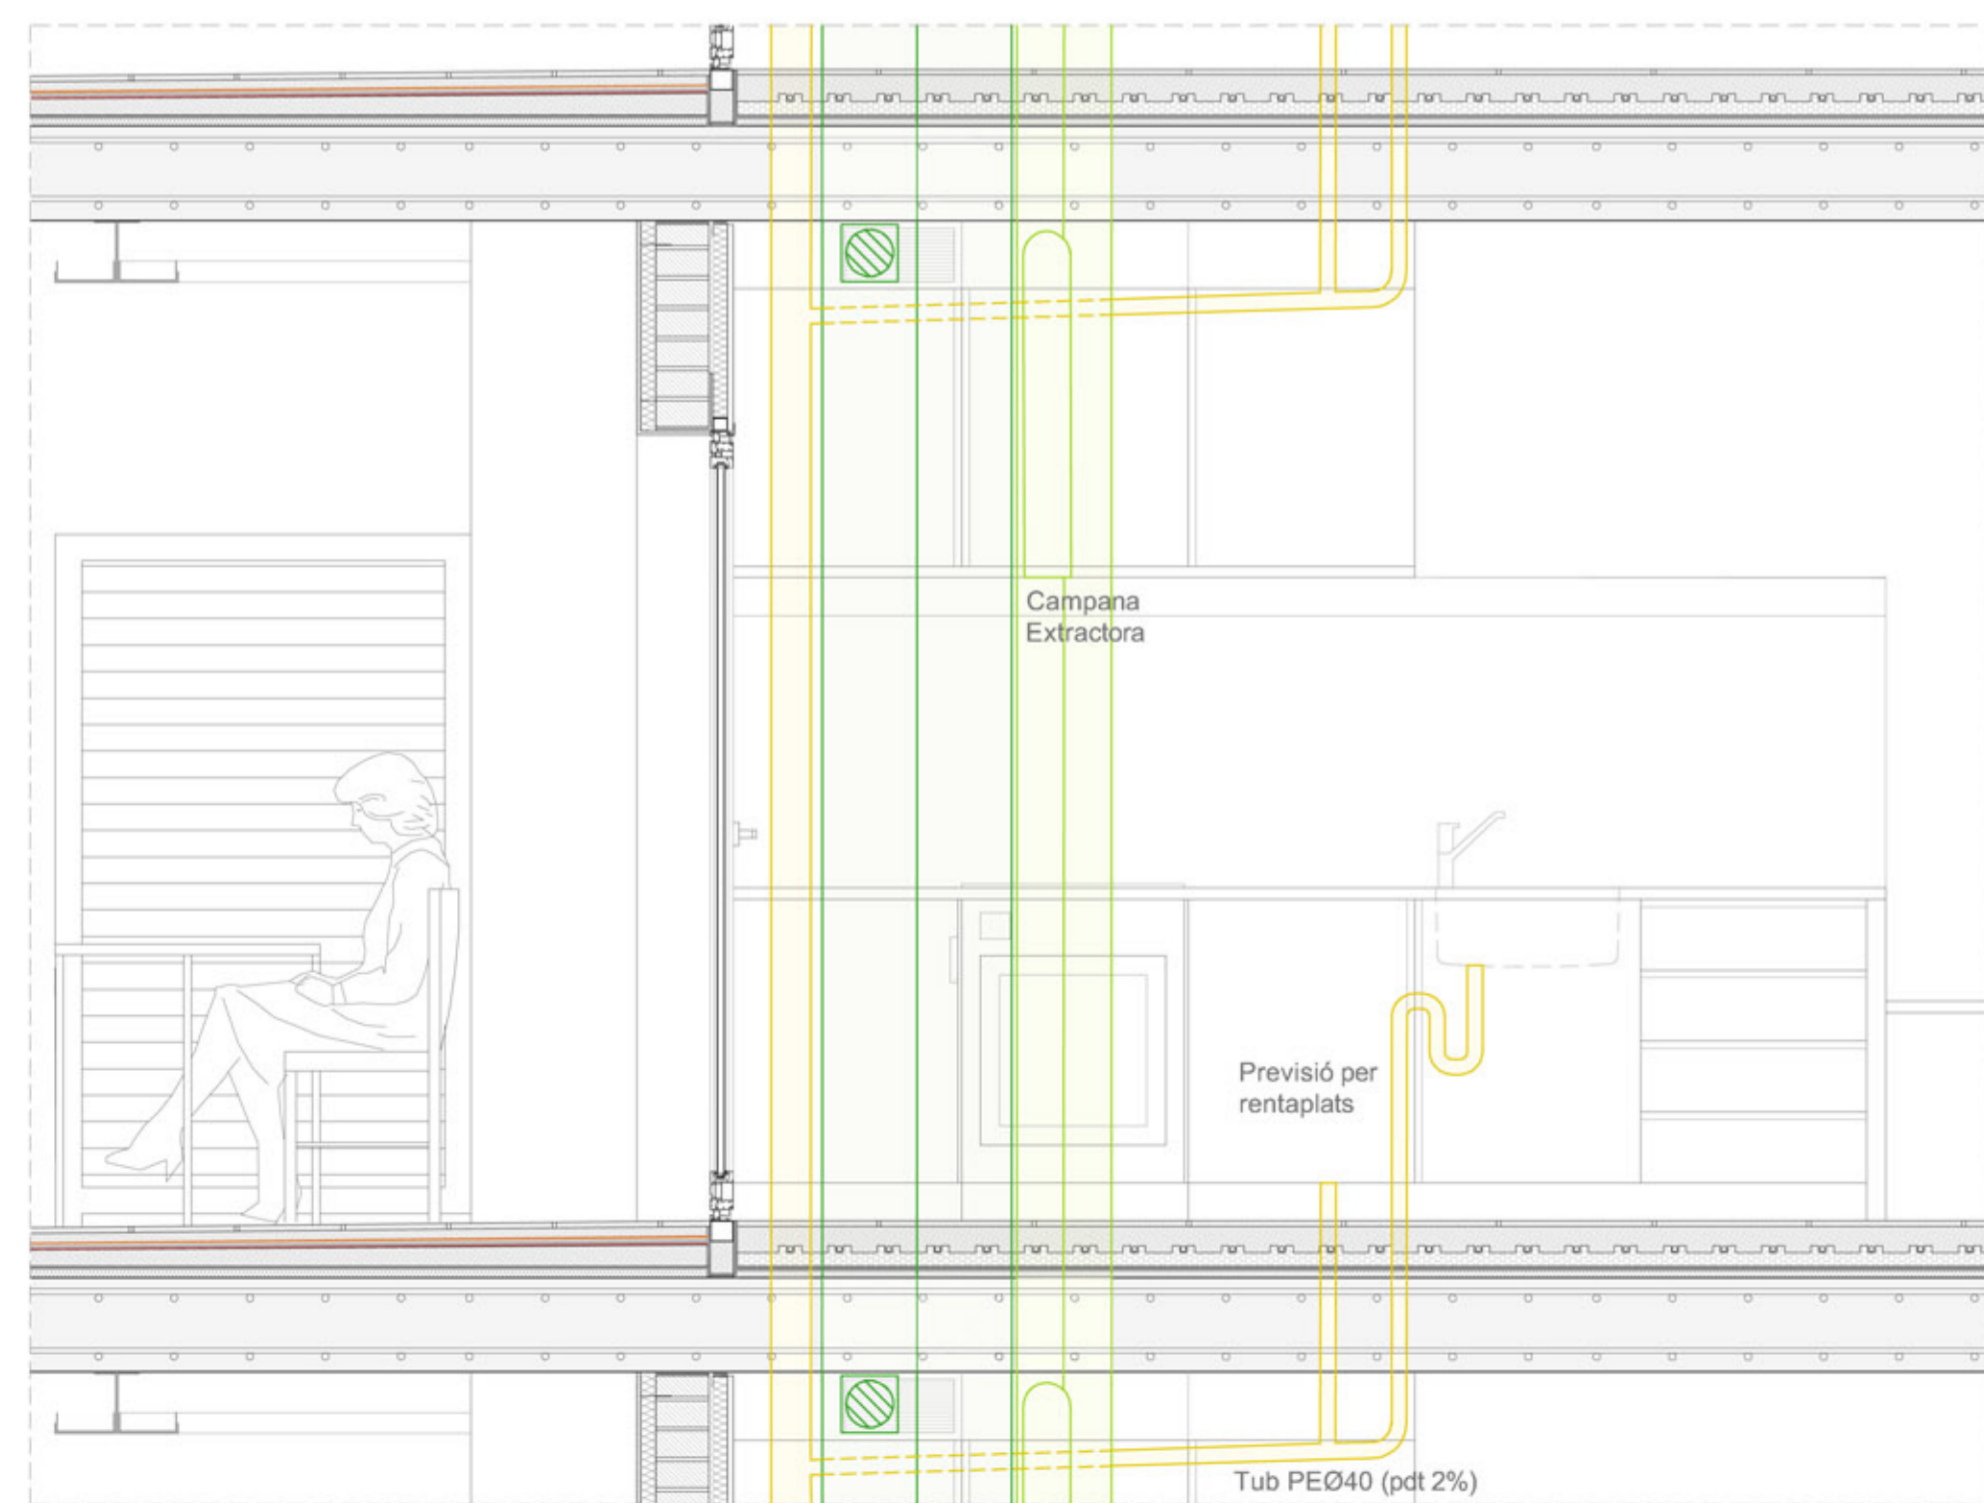 Campana
Extractora
Previsió per
rentaplats
Tub PEØ40 (pdt 2%)